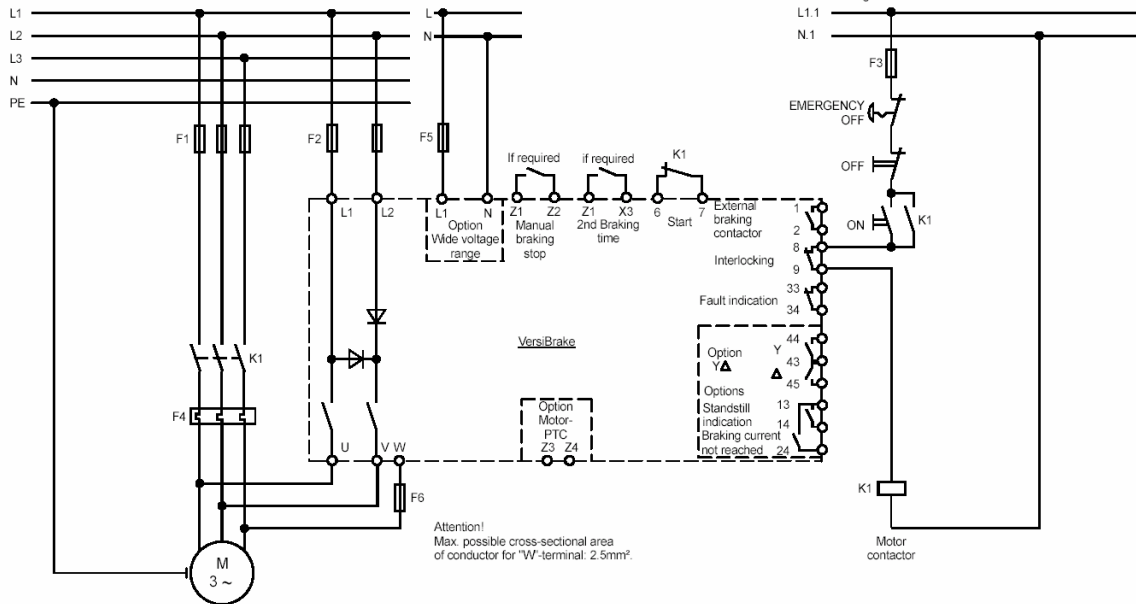 L1
L2
L3
N
PE
L
N
L1.1
N.1
F1
F2
F5
F3
EMERGENCY
OFF
OFF
ON
K1
If required
if required
K1
L1
L2
L1
N
Option
Wide voltage
range
Z1
Z2
Manual
braking
stop
Z1
X3
2nd Braking
time
6
7
Start
External
braking
contactor
1
2
8
Interlocking
9
33
Fault indication
34
VersiBrake
Option
Y
Y
44
43
45
Options
Standstill
indication
Braking current
not reached
13
14
24
K1
F4
U
V
W
Option
Motor-
PTC
Z3
Z4
F6
K1
Motor
contactor
Attention!
Max. possible cross-sectional area
of conductor for "W"-terminal: 2.5mm².
M
3 ~